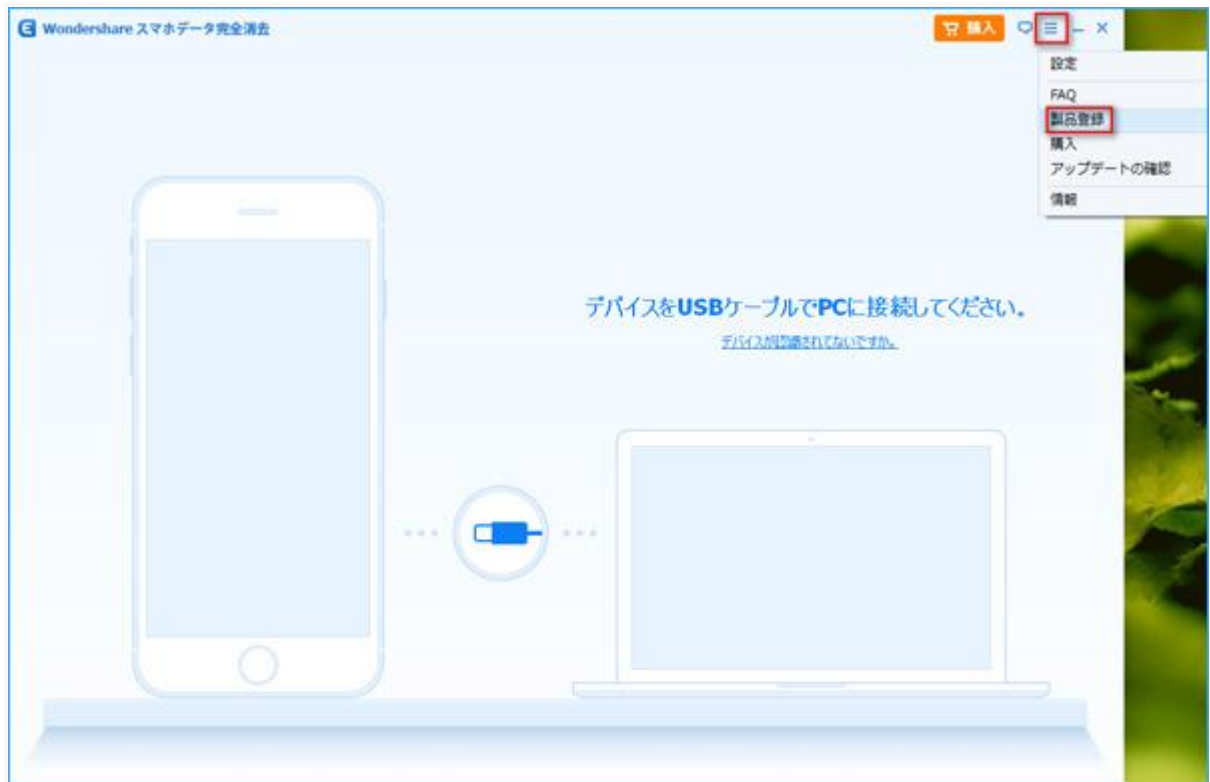 Wondershare スマホデータ完全消去
購入
設定
FAQ
製品登録
購入
アップデートの確認
情報
デバイスをUSBケーブルでPCに接続してください。
デバイスが認識されてないですか。